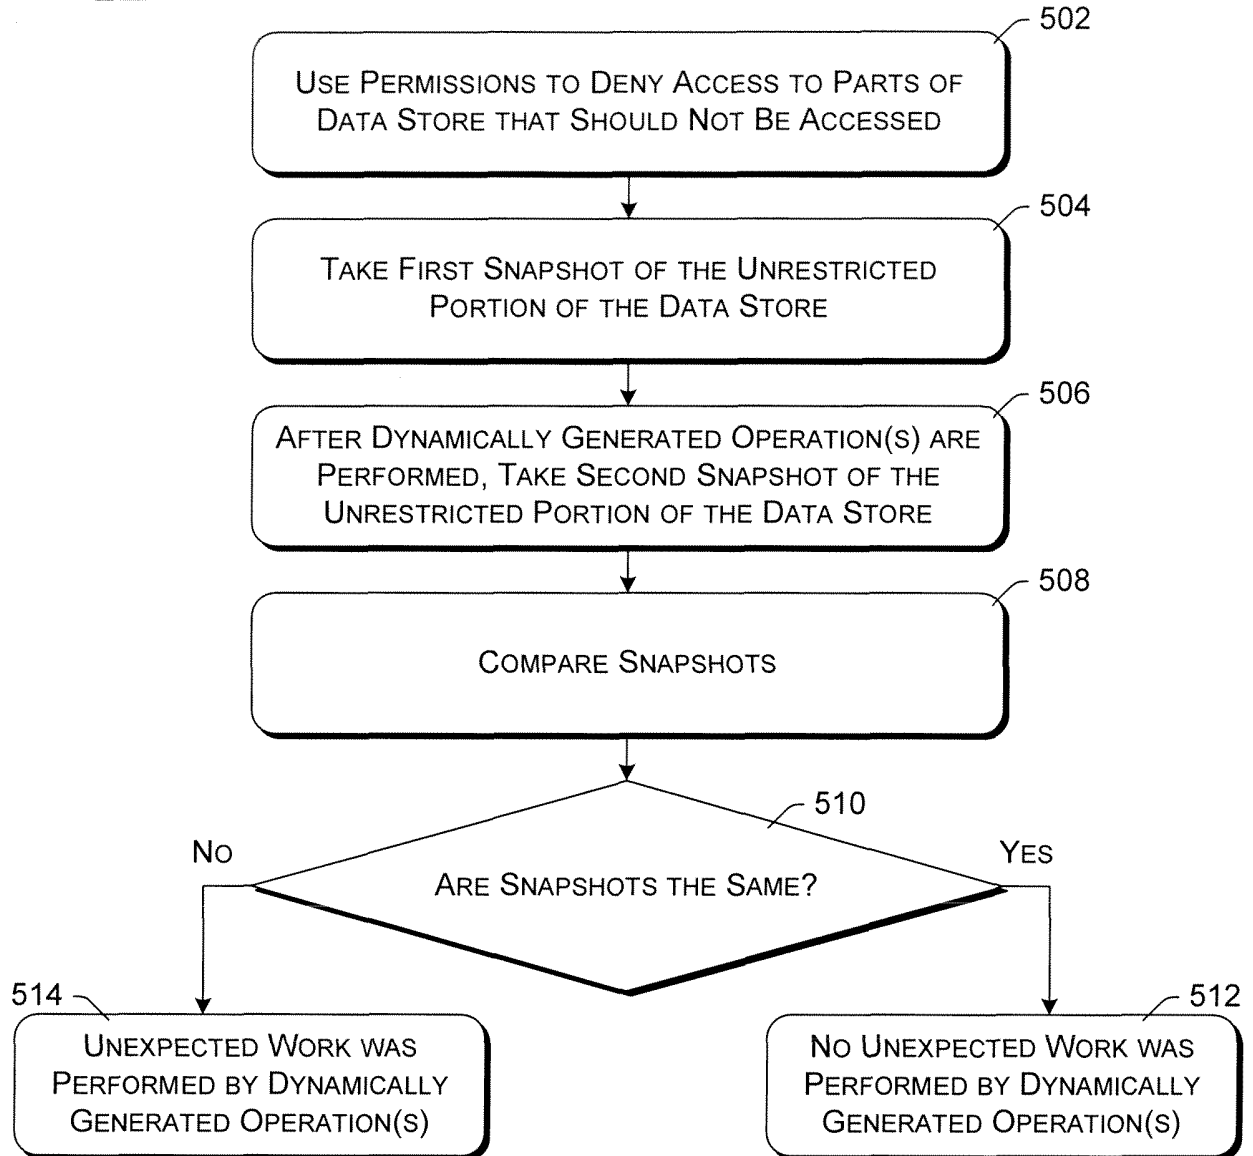 502
USE PERMISSIONS TO DENY ACCESS TO PARTS OF
DATA STORE THAT SHOULD NOT BE ACCESSED
504
TAKE FIRST SNAPSHOT OF THE UNRESTRICTED
PORTION OF THE DATA STORE
506
AFTER DYNAMICALLY GENERATED OPERATION(S) ARE
PERFORMED, TAKE SECOND SNAPSHOT OF THE
UNRESTRICTED PORTION OF THE DATA STORE
508
COMPARE SNAPSHOTS
510
NO
YES
ARE SNAPSHOTS THE SAME?
514
UNEXPECTED WORK WAS
PERFORMED BY DYNAMICALLY
GENERATED OPERATION(S)
512
NO UNEXPECTED WORK WAS
PERFORMED BY DYNAMICALLY
GENERATED OPERATION(S)